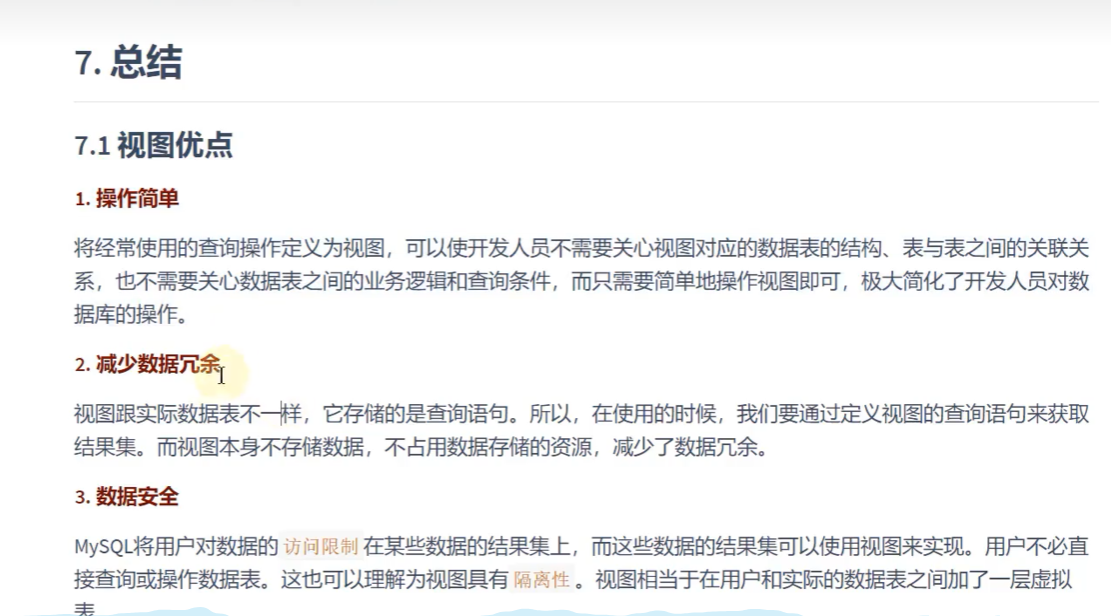 7. 总结
7.1 视图优点
1. 操作简单
将经常使用的查询操作定义为视图，可以使开发人员不需要关心视图对应的数据表的结构、表与表之间的关联关
系，也不需要关心数据表之间的业务逻辑和查询条件，而只需要简单地操作视图即可，极大简化了开发人员对数
据库的操作。
2. 减少数据冗余
视图跟实际数据表不一样，它存储的是查询语句。所以，在使用的时候，我们要通过定义视图的查询语句来获取
结果集。而视图本身不存储数据，不占用数据存储的资源，减少了数据冗余。
3. 数据安全
MySQL将用户对数据的 访问限制 在某些数据的结果集上，而这些数据的结果集可以使用视图来实现。用户不必直
接查询或操作数据表。这也可以理解为视图具有 隔离性 。视图相当于在用户和实际的数据表之间加了一层虚拟
表